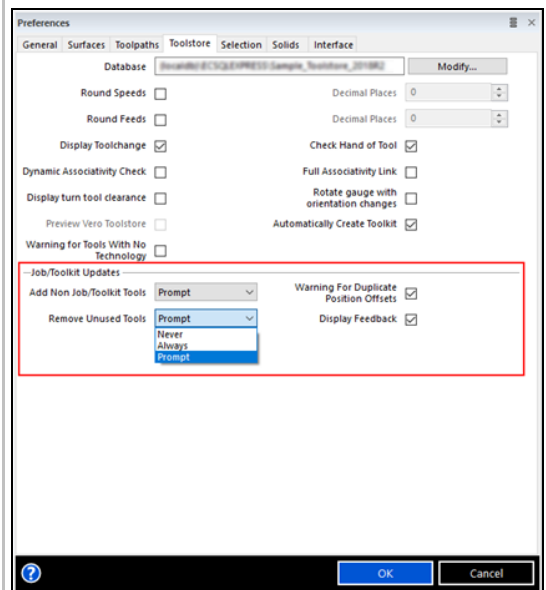 Preferences
General Surfaces Toolpaths Toolstore Selection Solids Interface
Database Modify...
Round Speeds Decimal Places 0
Round Feeds Decimal Places 0
Display Toolchange Check Hand of Tool
Dynamic Associativity Check Full Associativity Link
Display turn tool clearance Rotate gauge with
orientation changes
Preview Vero Toolstore Automatically Create Toolkit
Warning for Tools With No
Technology
Job/Toolkit Updates
Add Non Job/Toolkit Tools Prompt Warning For Duplicate
Position Offsets
Remove Unused Tools Prompt Display Feedback
Never
Always
Prompt
? OK Cancel